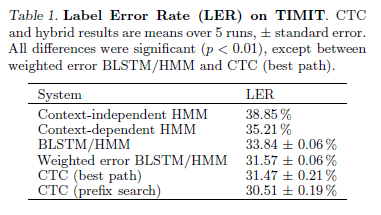 Table 1. Label Error Rate (LER) on TIMIT. CTC
and hybrid results are means over 5 runs, ± standard error.
All differences were significant (p < 0.01), except between
weighted error BLSTM/HMM and CTC (best path).
System LER
Context-independent HMM 38.85 %
Context-dependent HMM 35.21 %
BLSTM/HMM 33.84 ± 0.06 %
Weighted error BLSTM/HMM 31.57 ± 0.06 %
CTC (best path) 31.47 ± 0.21 %
CTC (prefix search) 30.51 ± 0.19 %